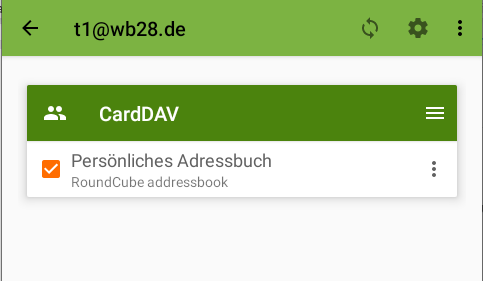 t1@wb28.de
CardDAV
Persönliches Adressbuch
RoundCube addressbook